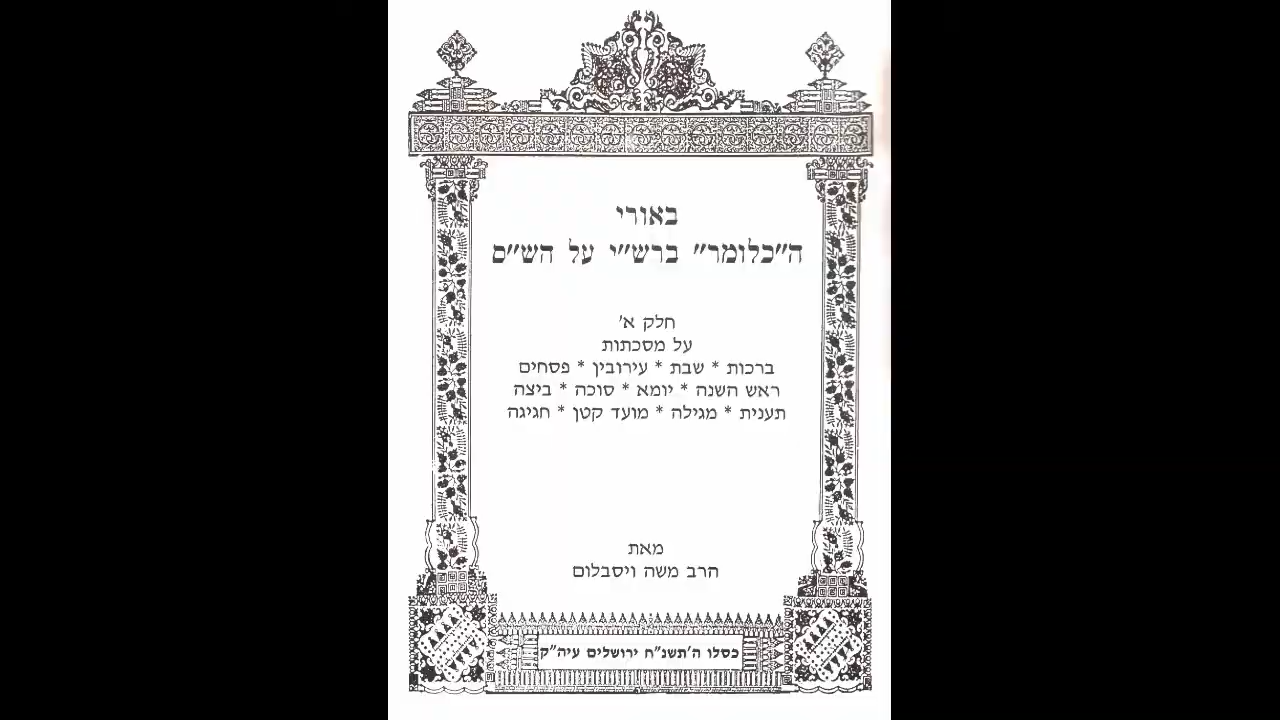 באורי
ה"כלומר" ברש"י על הש"ס
חלק א'
על מסכתות
ברכות * שבת * עירובין * פסחים
ראש השנה * יומא * סוכה * ביצה
תענית * מגילה * מועד קטן * חגיגה
מאת
הרב משה ויסבלום
כסלו ה'תשנ"ח ירושלים עיה"ק